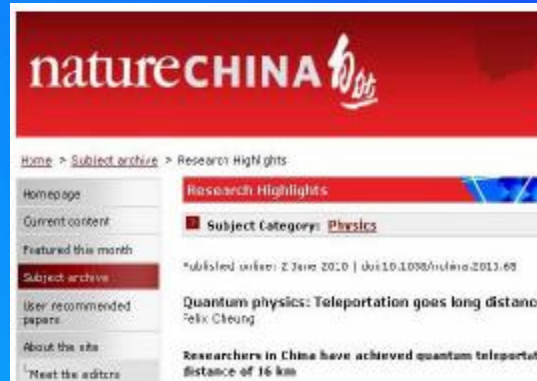 nature CHINA
Home > Subject archive > Research Highlights
Homepage
Current content
Featured this month
Subject archive
User recommended papers
About the site
Meet the editors
Research Highlights
Subject Category: Physics
Published online: 2 June 2010 |
Quantum physics: Teleportation goes long
Felix Cheung
Researchers in China have achieved quantum
distance of 16 km